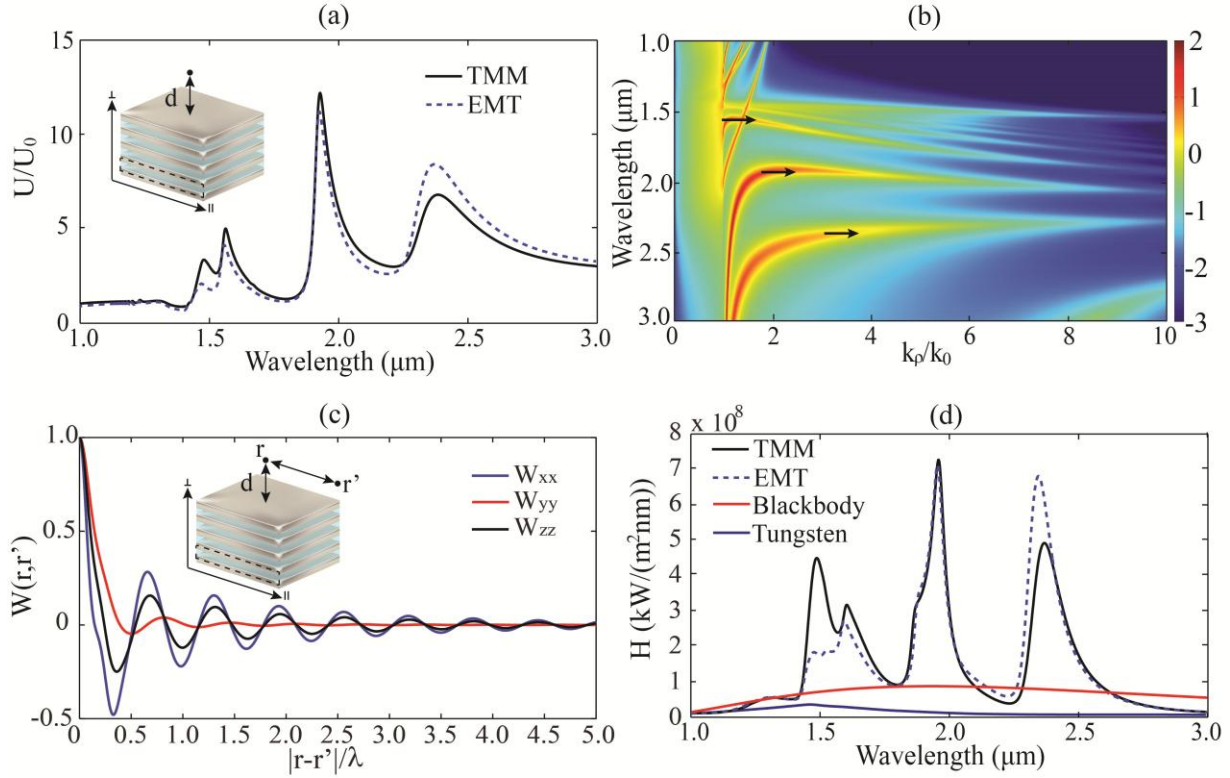 (a)
15
10
5
0
U/U₀
TMM
EMT
d
⊥
||
1.0 1.5 2.0 2.5 3.0
Wavelength (μm)
(b)
1.0
1.5
2.0
2.5
3.0
Wavelength (μm)
0 2 4 6 8 10
kρ/k₀
2
1
0
-1
-2
-3
(c)
1.0
0.5
0
-0.5
W(r,r’)
r
d
r’
⊥
||
Wxx
Wyy
Wzz
0 0.5 1.0 1.5 2.0 2.5 3.0 3.5 4.0 4.5 5.0
|r-r’|/λ
(d)
x 10⁸
8
7
6
5
4
3
2
1
0
H (kW/(m²nm))
TMM
EMT
Blackbody
Tungsten
1.0 1.5 2.0 2.5 3.0
Wavelength (μm)